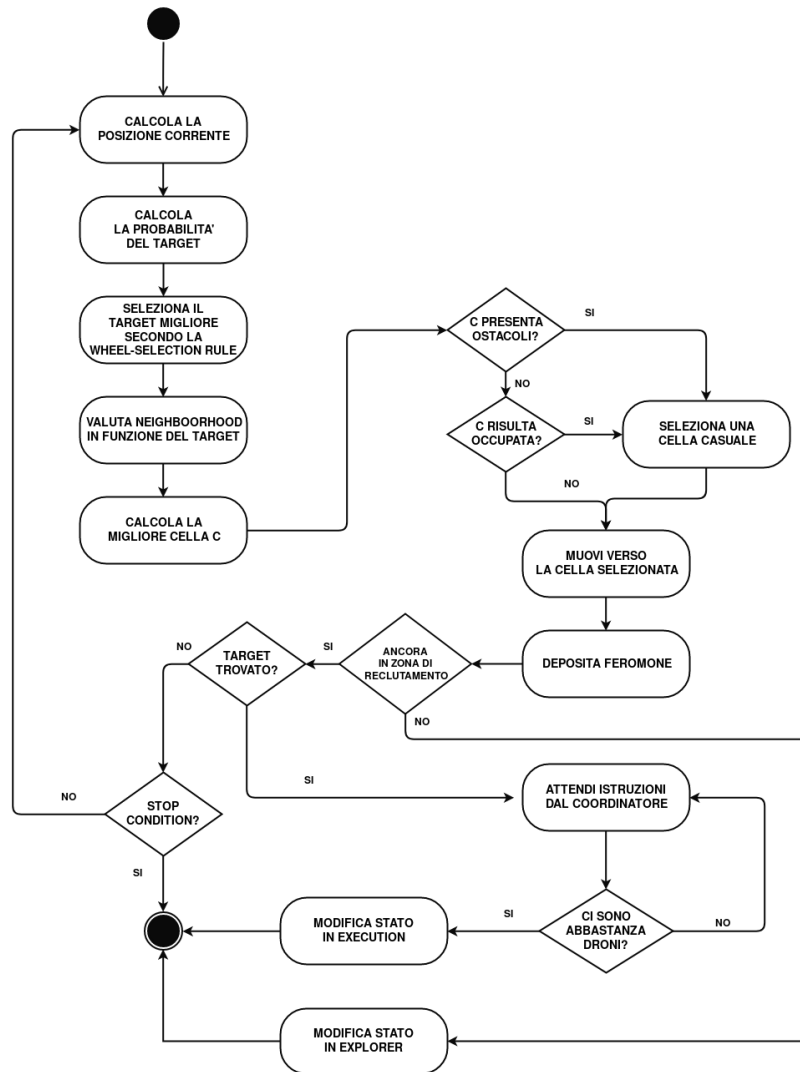 CALCOLA LA
POSIZIONE CORRENTE
CALCOLA
LA PROBABILITA'
DEL TARGET
SELEZIONA IL
TARGET MIGLIORE
SECONDO LA
WHEEL-SELECTION RULE
VALUTA NEIGHBOORHOOD
IN FUNZIONE DEL TARGET
CALCOLA LA
MIGLIORE CELLA C
C PRESENTA
OSTACOLI?
SI
NO
C RISULTA
OCCUPATA?
SI
SELEZIONA UNA
CELLA CASUALE
NO
MUOVI VERSO
LA CELLA SELEZIONATA
DEPOSITA FEROMONE
ANCORA
IN ZONA DI
RECLUTAMENTO
SI
NO
TARGET
TROVATO?
NO
SI
STOP
CONDITION?
NO
SI
ATTENDI ISTRUZIONI
DAL COORDINATORE
CI SONO
ABBASTANZA
DRONI?
NO
SI
MODIFICA STATO
IN EXECUTION
MODIFICA STATO
IN EXPLORER